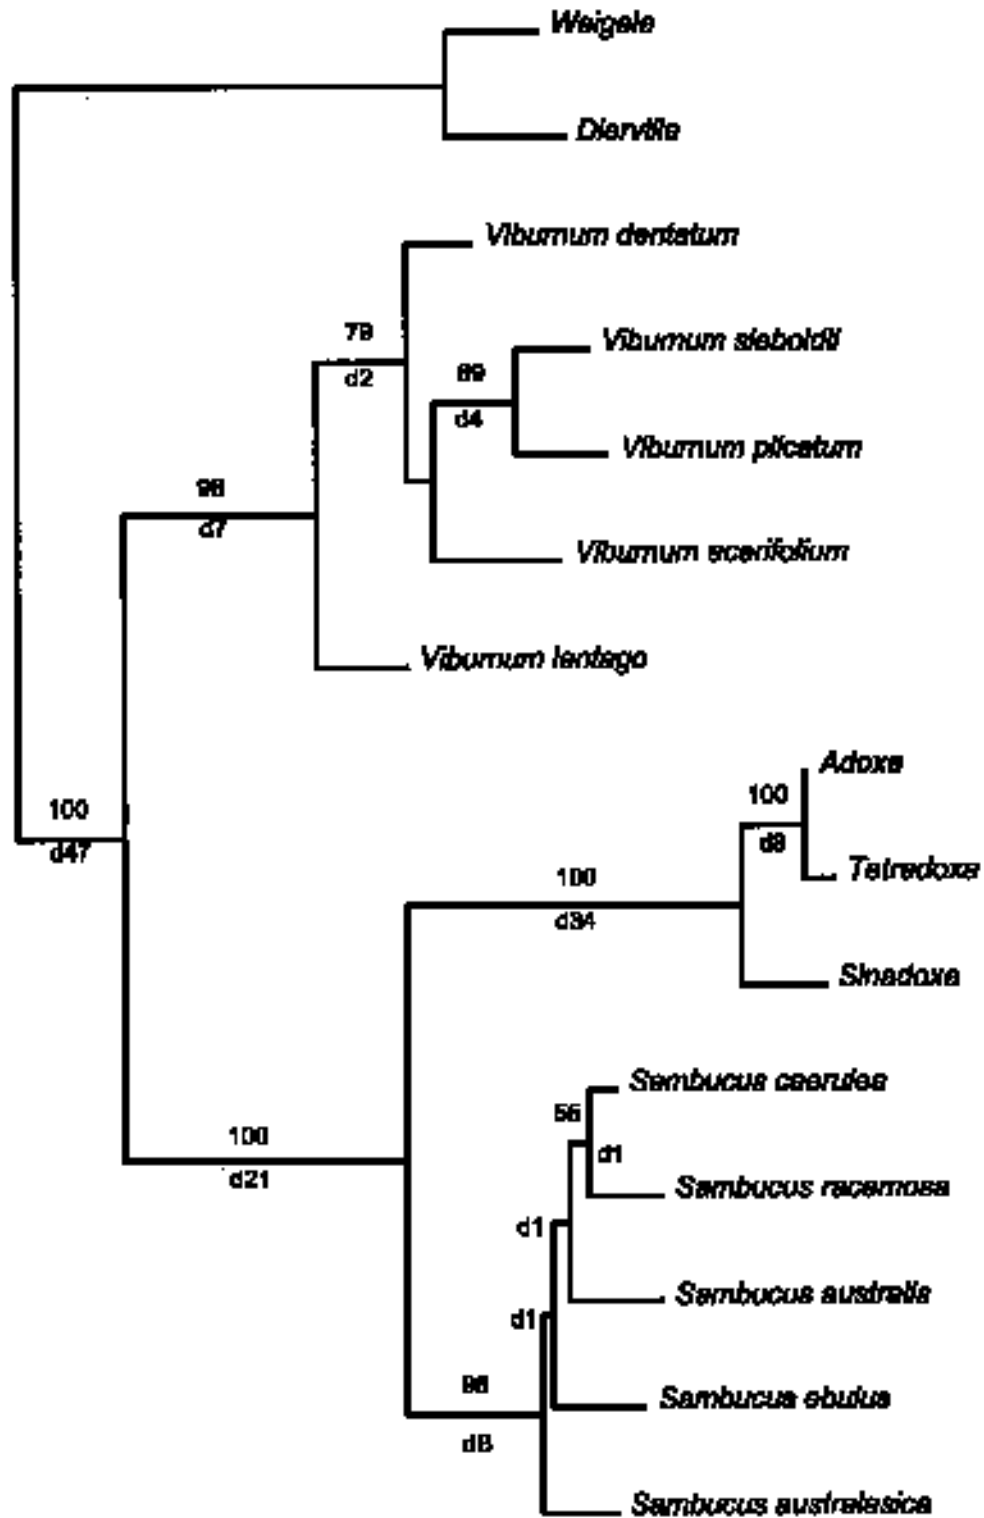 Weigela
Diervilla
Viburnum dentatum
79
d2
Viburnum sieboldii
89
d4
Viburnum plicatum
98
d7
Viburnum acerifolium
Viburnum lentago
Adoxa
100
d9
100
d47
Tetradoxa
100
d34
Sinadoxa
Sambucus caerulea
56
d1
100
d21
Sambucus racemosa
d1
Sambucus australis
d1
98
d8
Sambucus ebulus
Sambucus australasica